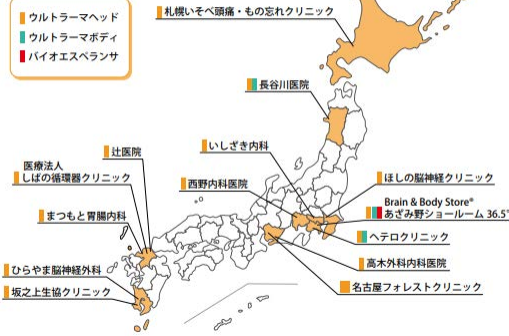 ウルトラーマヘッド
ウルトラーマボディ
バイオエスペランサ
札幌いそべ頭痛・もの忘れクリニック
長谷川医院
いしざき内科
辻医院
医療法人
しばの循環器クリニック
西野内科医院
ほしの脳神経クリニック
Brain & Body Store®
あざみ野ショールーム 36.5°
まつもと胃腸内科
ヘテロクリニック
高木外科内科医院
ひらやま脳神経外科
坂之上生協クリニック
名古屋フォレストクリニック